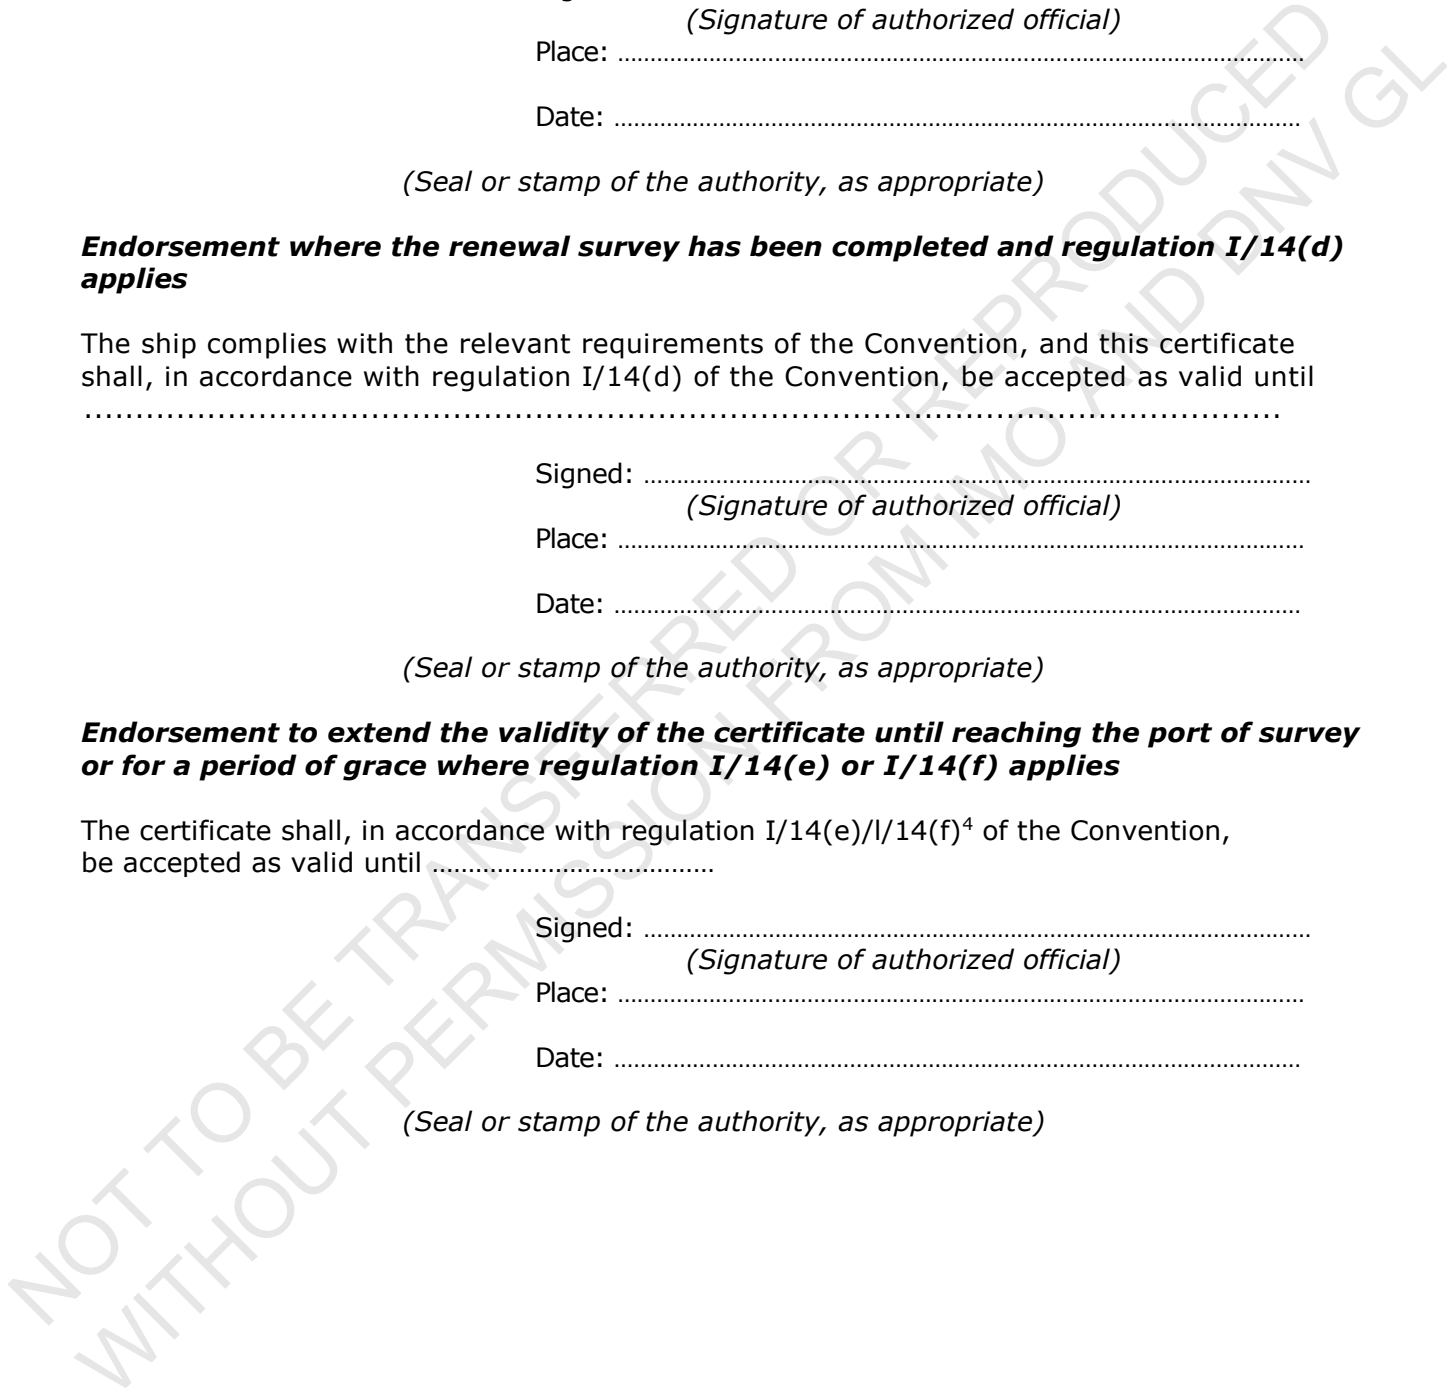 (Signature of authorized official)
Place: ........................................................................................................
Date: ........................................................................................................
(Seal or stamp of the authority, as appropriate)
Endorsement where the renewal survey has been completed and regulation I/14(d)
applies
The ship complies with the relevant requirements of the Convention, and this certificate
shall, in accordance with regulation I/14(d) of the Convention, be accepted as valid until
........................................................................................................................
Signed: ........................................................................................................
(Signature of authorized official)
Place: ........................................................................................................
Date: ........................................................................................................
(Seal or stamp of the authority, as appropriate)
Endorsement to extend the validity of the certificate until reaching the port of survey
or for a period of grace where regulation I/14(e) or I/14(f) applies
The certificate shall, in accordance with regulation I/14(e)/l/14(f)⁴ of the Convention,
be accepted as valid until .......................................
Signed: ........................................................................................................
(Signature of authorized official)
Place: ........................................................................................................
Date: ........................................................................................................
(Seal or stamp of the authority, as appropriate)
NOT TO BE TRANSFERRED OR REPRODUCED
WITHOUT PERMISSION FROM IMO AND DNV GL